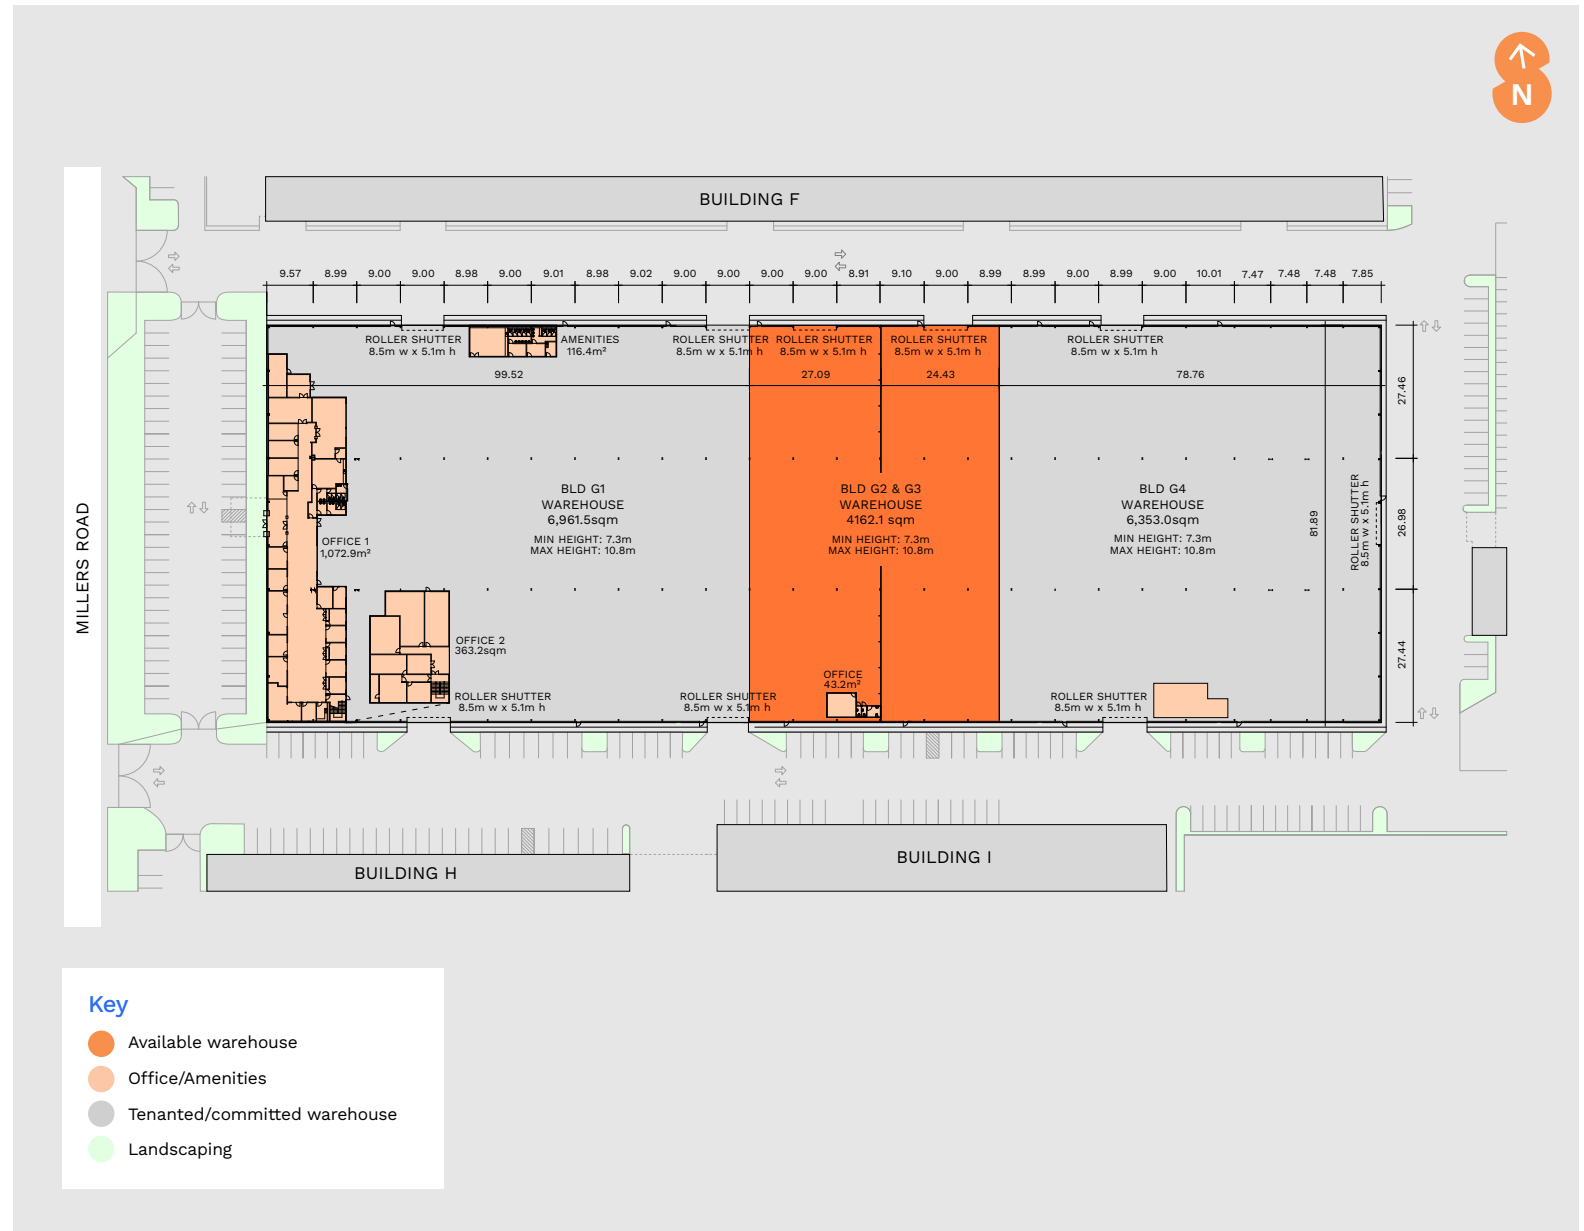 N
BUILDING F
9.57 8.99 9.00 9.00 8.98 9.00 9.01 8.98 9.02 9.00 9.00 9.00 9.00 8.91 9.10 9.00 8.99 8.99 9.00 8.99 9.00 10.01 7.47 7.48 7.48 7.85
ROLLER SHUTTER
8.5m w x 5.1m h
AMENITIES
116.4m²
ROLLER SHUTTER
8.5m w x 5.1m h
ROLLER SHUTTER
8.5m w x 5.1m h
ROLLER SHUTTER
8.5m w x 5.1m h
ROLLER SHUTTER
8.5m w x 5.1m h
99.52
27.09
24.43
78.76
27.46
BLD G1
WAREHOUSE
6,961.5sqm
MIN HEIGHT: 7.3m
MAX HEIGHT: 10.8m
BLD G2 & G3
WAREHOUSE
4162.1 sqm
MIN HEIGHT: 7.3m
MAX HEIGHT: 10.8m
BLD G4
WAREHOUSE
6,353.0sqm
MIN HEIGHT: 7.3m
MAX HEIGHT: 10.8m
81.89
ROLLER SHUTTER
8.5m w x 5.1m h
26.98
MILLERS ROAD
OFFICE 1
1,072.9m²
OFFICE 2
363.2sqm
27.44
OFFICE
43.2m²
ROLLER SHUTTER
8.5m w x 5.1m h
ROLLER SHUTTER
8.5m w x 5.1m h
ROLLER SHUTTER
8.5m w x 5.1m h
BUILDING H
BUILDING I
Key
Available warehouse
Office/Amenities
Tenanted/committed warehouse
Landscaping